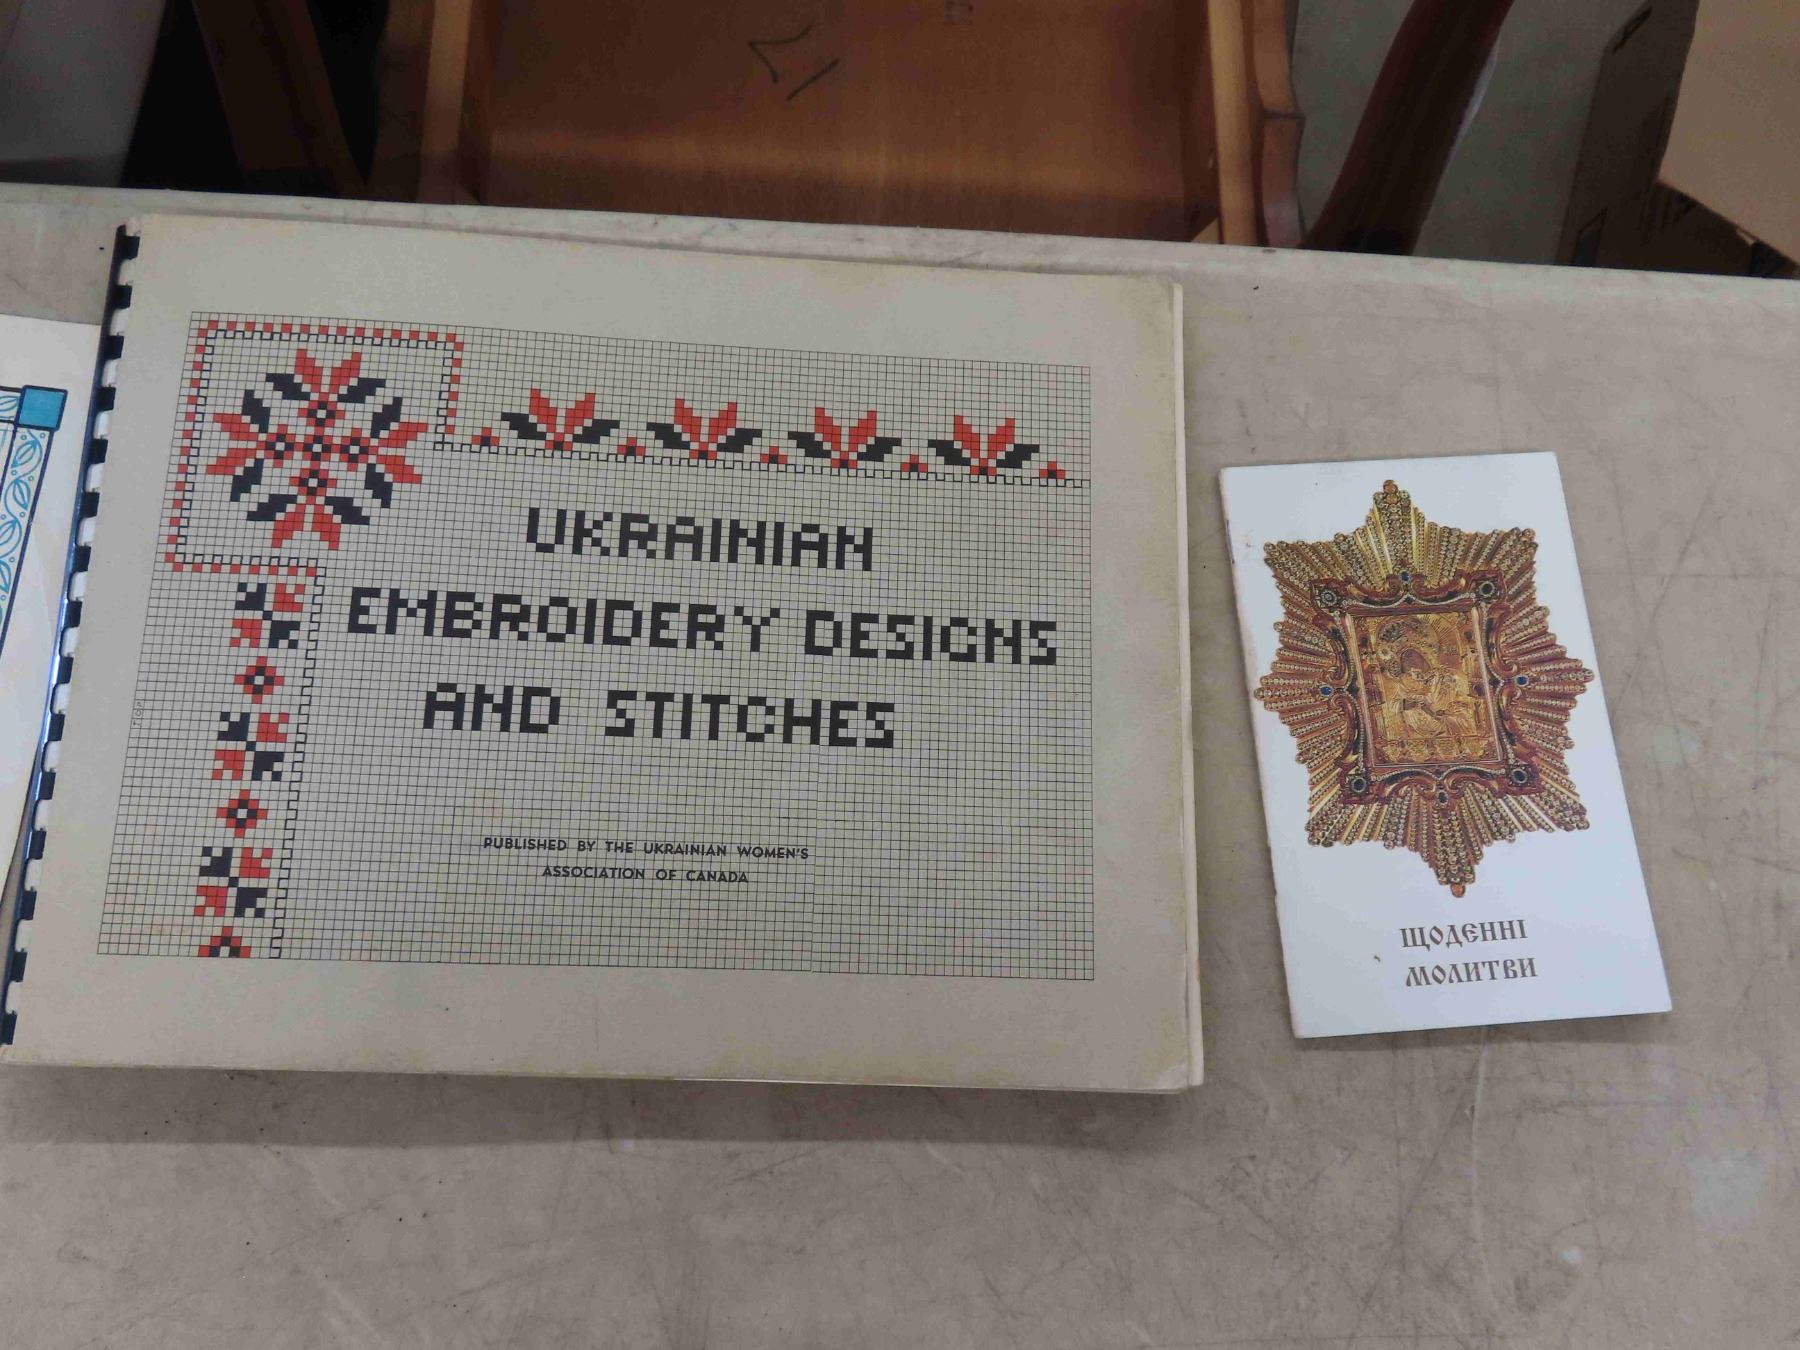 UKRAINIAN
EMBROIDERY DESIGNS
AND STITCHES
PUBLISHED BY THE UKRAINIAN WOMEN'S
ASSOCIATION OF CANADA
ЩОДЕННІ
МОЛИТВИ